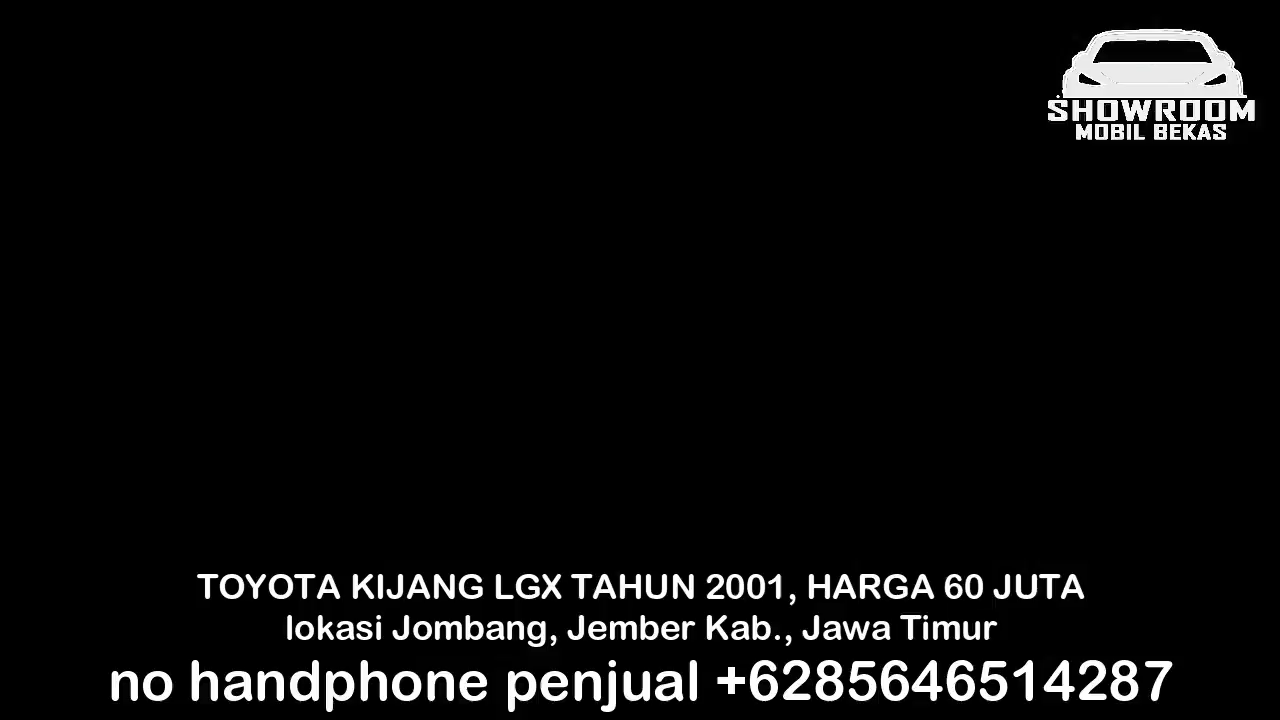 SHOWROOM
MOBIL BEKAS
TOYOTA KIJANG LGX TAHUN 2001, HARGA 60 JUTA
lokasi Jombang, Jember Kab., Jawa Timur
no handphone penjual +6285646514287